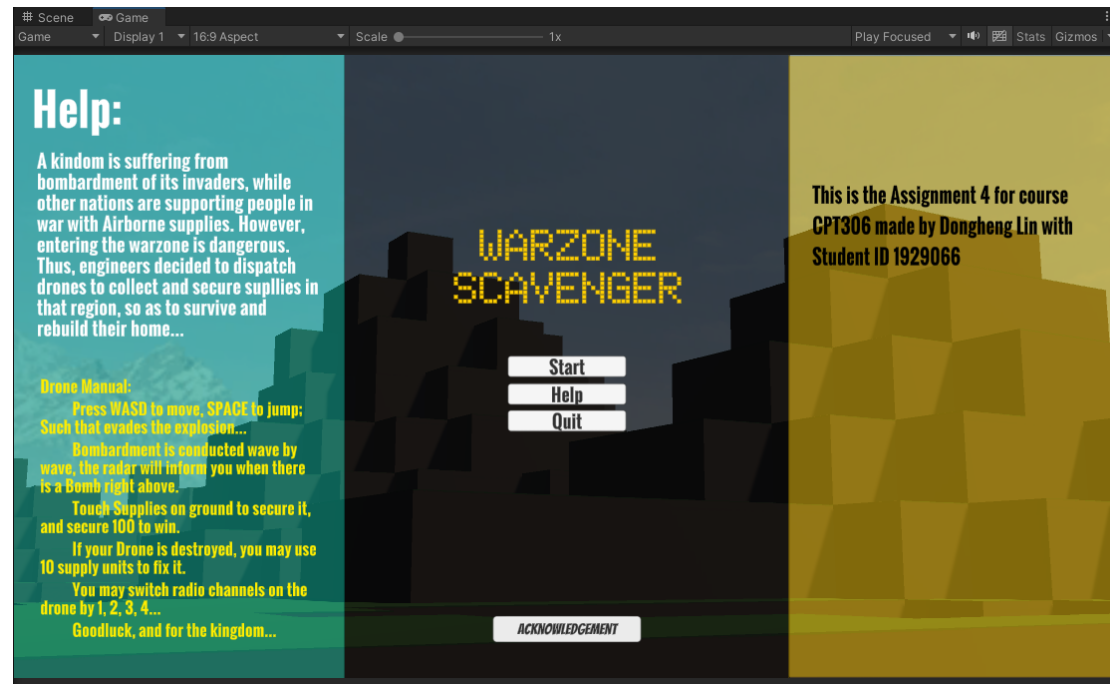 Scene Game
Game Display 1 16:9 Aspect Scale 1x Play Focused Stats Gizmos
Help:
A kindom is suffering from
bombardment of its invaders, while
other nations are supporting people in
war with Airborne supplies. However,
entering the warzone is dangerous.
Thus, engineers decided to dispatch
drones to collect and secure supllies in
that region, so as to survive and
rebuild their home...
Drone Manual:
Press WASD to move, SPACE to jump;
Such that evades the explosion...
Bombardment is conducted wave by
wave, the radar will inform you when there
is a Bomb right above.
Touch Supplies on ground to secure it,
and secure 100 to win.
If your Drone is destroyed, you may use
10 supply units to fix it.
You may switch radio channels on the
drone by 1, 2, 3, 4...
Goodluck, and for the kingdom...
WARZONE
SCAVENGER
Start
Help
Quit
ACKNOWLEDGEMENT
This is the Assignment 4 for course
CPT306 made by Dongheng Lin with
Student ID 1929066